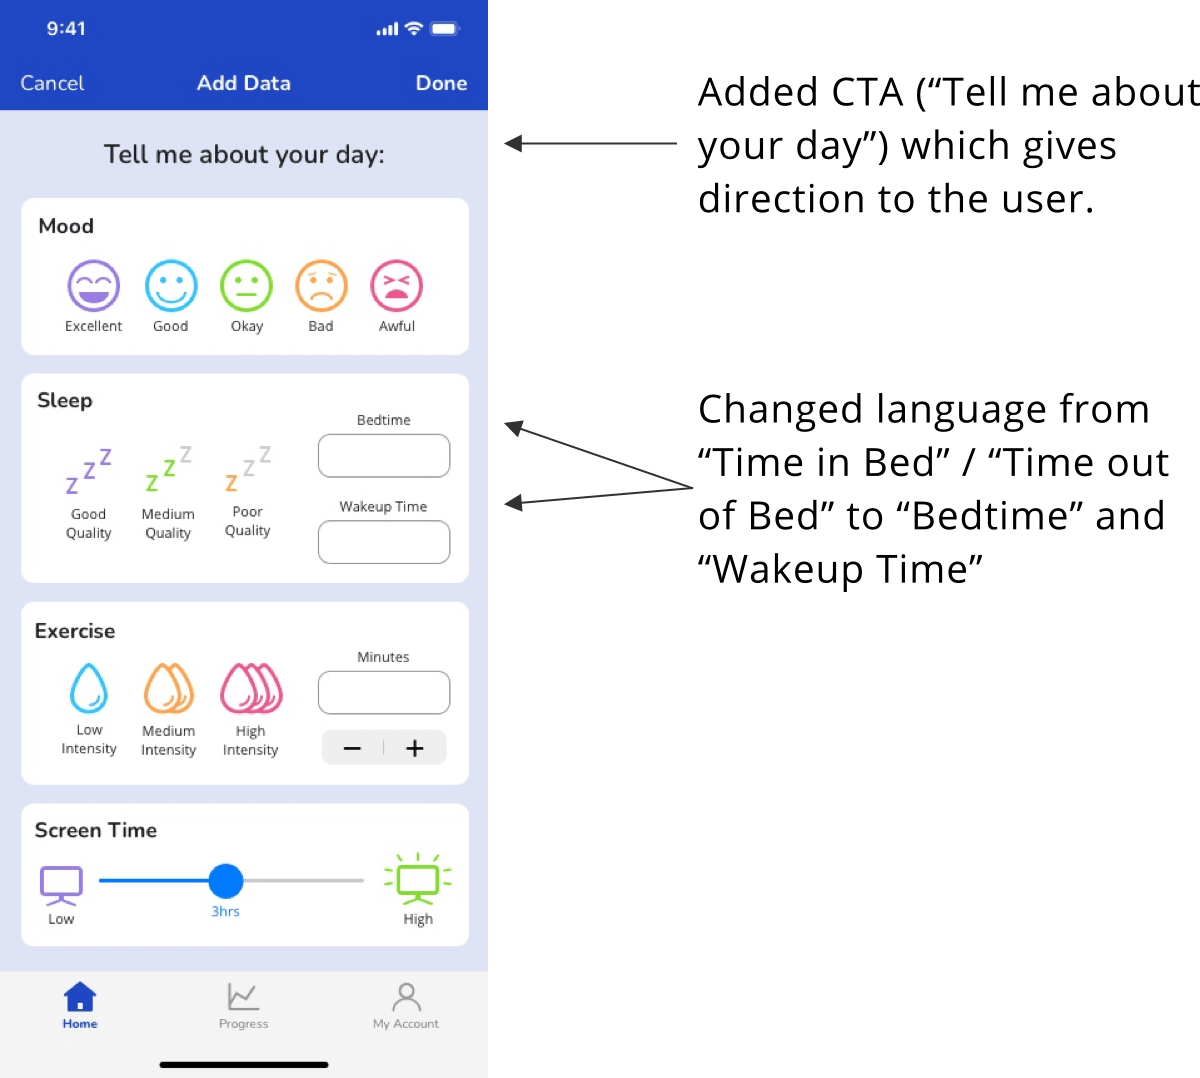 9:41
Cancel
Add Data
Done
Tell me about your day:
Mood
Excellent
Good
Okay
Bad
Awful
Sleep
z z z
z z z
z z z
Good
Quality
Medium
Quality
Poor
Quality
Bedtime
Wakeup Time
Exercise
Low
Intensity
Medium
Intensity
High
Intensity
Minutes
− +
Screen Time
Low
3hrs
High
Home
Progress
My Account
Added CTA (“Tell me about
your day”) which gives
direction to the user.
Changed language from
“Time in Bed” / “Time out
of Bed” to “Bedtime” and
“Wakeup Time”